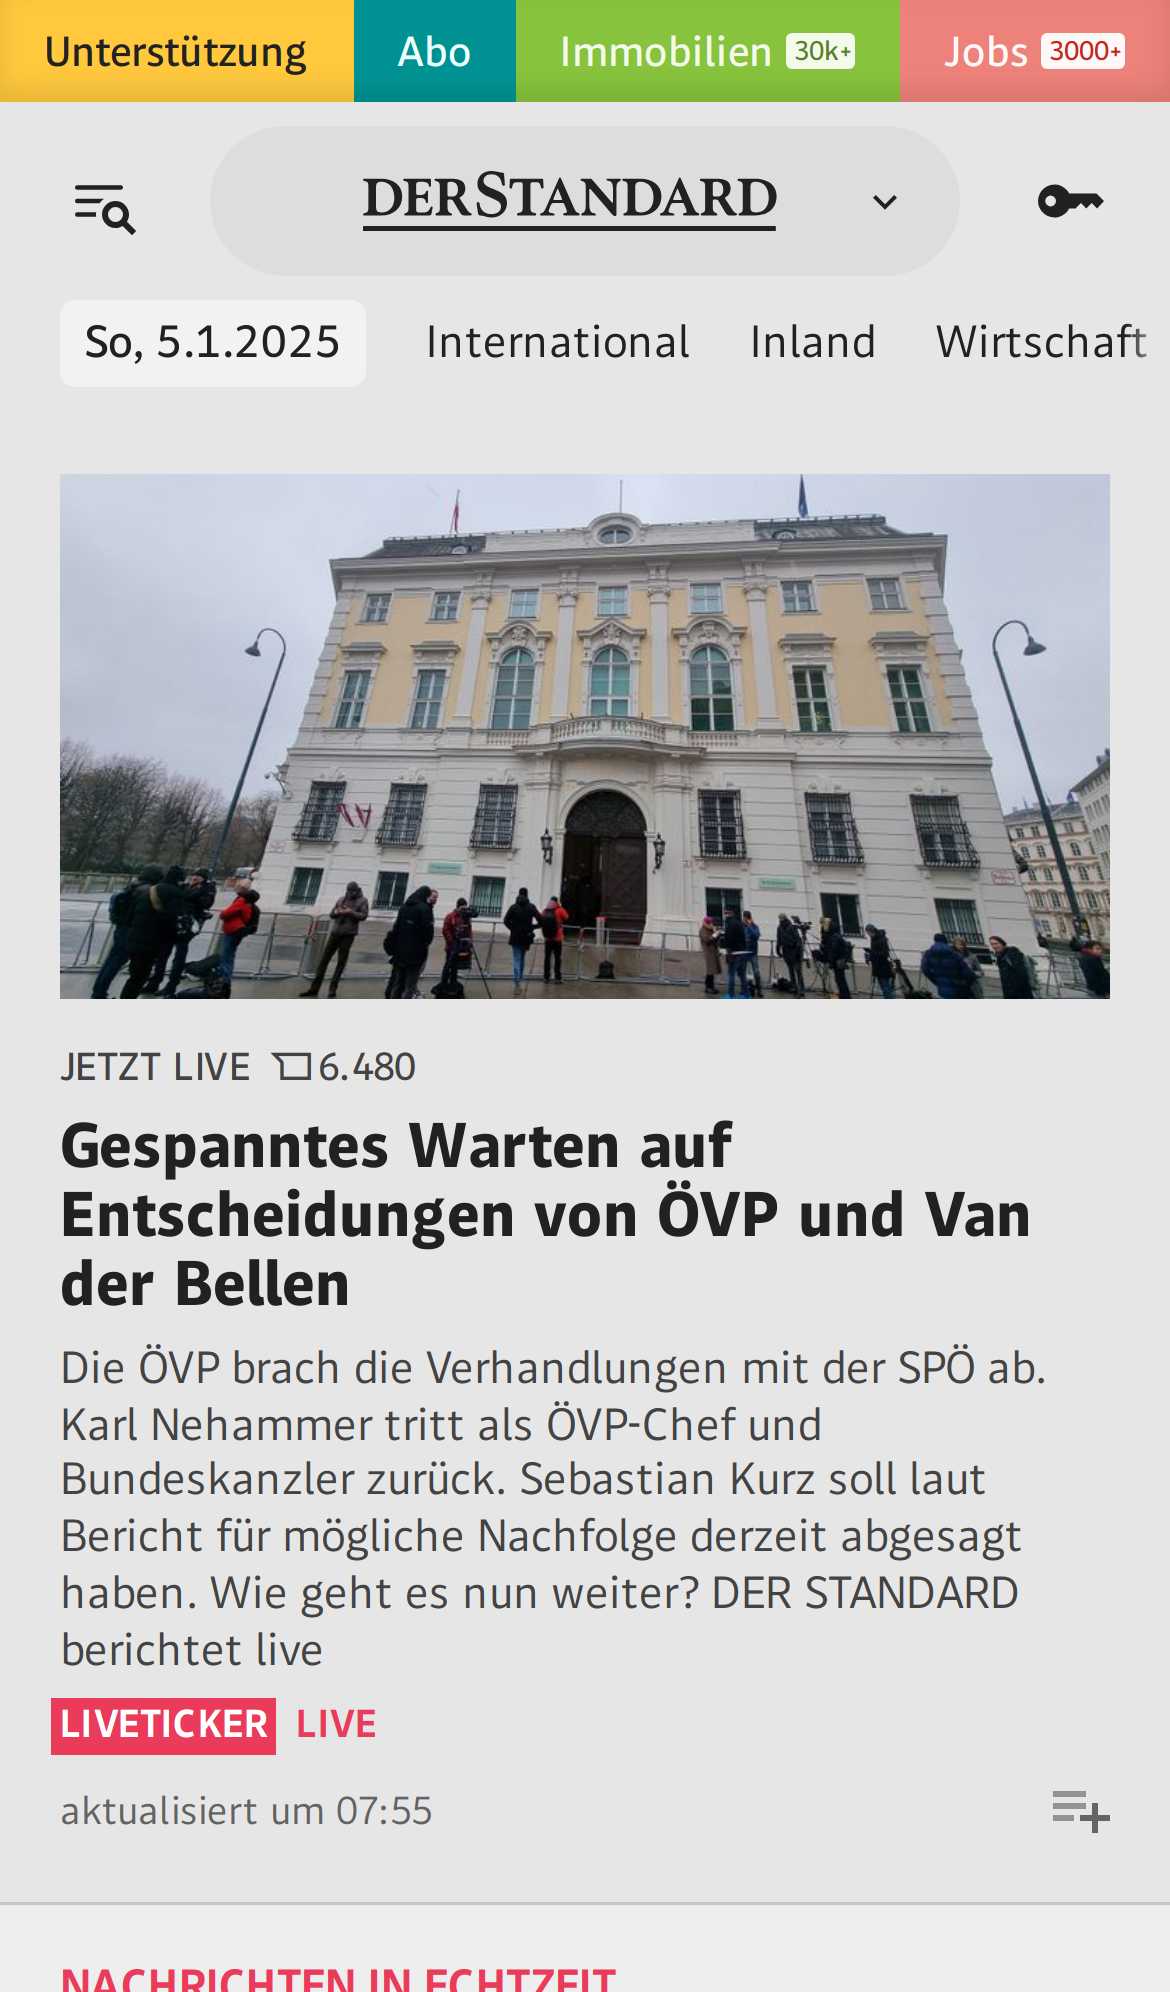 Unterstützung
Abo
Immobilien 30k+
Jobs 3000+
DERSTANDARD
So, 5.1.2025
International
Inland
Wirtschaft
JETZT LIVE 6.480
Gespanntes Warten auf
Entscheidungen von ÖVP und Van
der Bellen
Die ÖVP brach die Verhandlungen mit der SPÖ ab.
Karl Nehammer tritt als ÖVP-Chef und
Bundeskanzler zurück. Sebastian Kurz soll laut
Bericht für mögliche Nachfolge derzeit abgesagt
haben. Wie geht es nun weiter? DER STANDARD
berichtet live
LIVETICKER LIVE
aktualisiert um 07:55
NACHRICHTEN IN ECHTZEIT